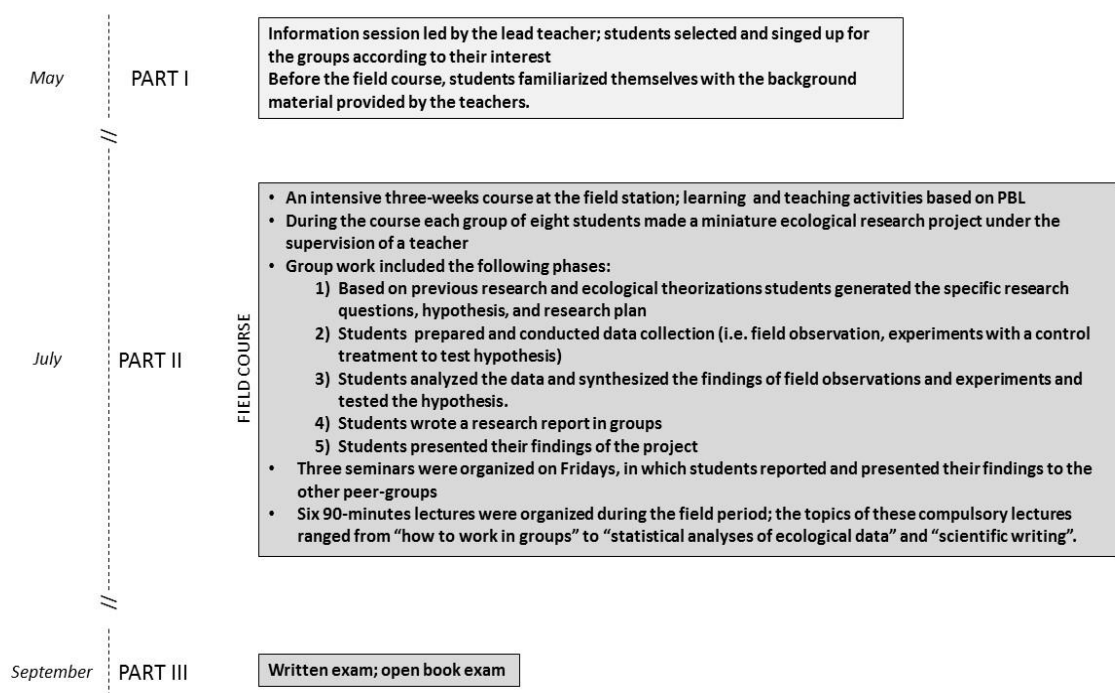 May
PART I
Information session led by the lead teacher; students selected and singed up for
the groups according to their interest
Before the field course, students familiarized themselves with the background
material provided by the teachers.
July
PART II
FIELD COURSE
• An intensive three-weeks course at the field station; learning and teaching activities based on PBL
• During the course each group of eight students made a miniature ecological research project under the
supervision of a teacher
• Group work included the following phases:
1) Based on previous research and ecological theorizations students generated the specific research
questions, hypothesis, and research plan
2) Students prepared and conducted data collection (i.e. field observation, experiments with a control
treatment to test hypothesis)
3) Students analyzed the data and synthesized the findings of field observations and experiments and
tested the hypothesis.
4) Students wrote a research report in groups
5) Students presented their findings of the project
• Three seminars were organized on Fridays, in which students reported and presented their findings to the
other peer-groups
• Six 90-minutes lectures were organized during the field period; the topics of these compulsory lectures
ranged from “how to work in groups” to “statistical analyses of ecological data” and “scientific writing”.
September
PART III
Written exam; open book exam